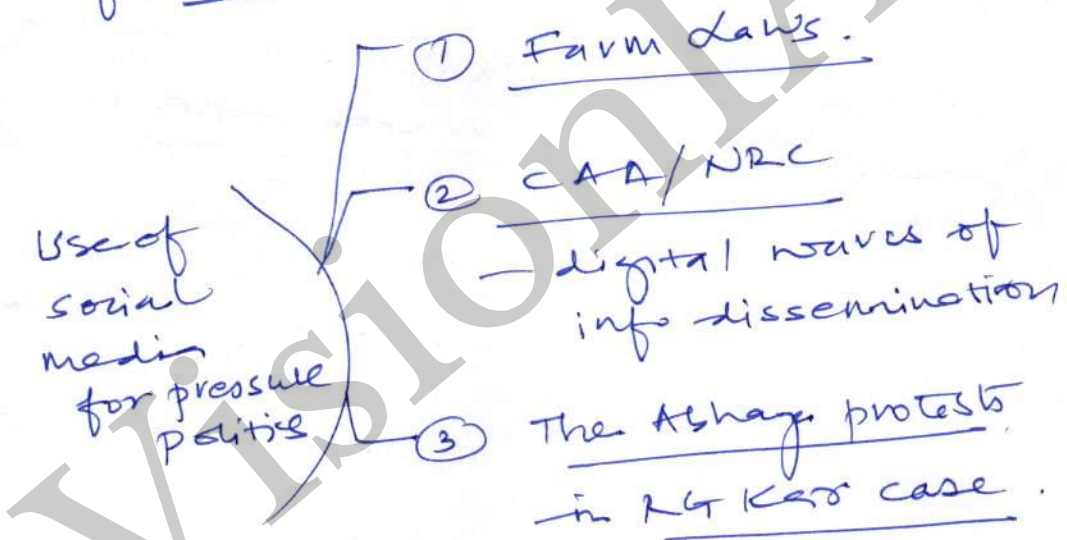 ① Farm Laws.
② CAA/NRC
— digital waves of
info dissemination
Use of
social
media
for pressure
politics
③ The Abhaya protests
in RG Kar case.
Vision